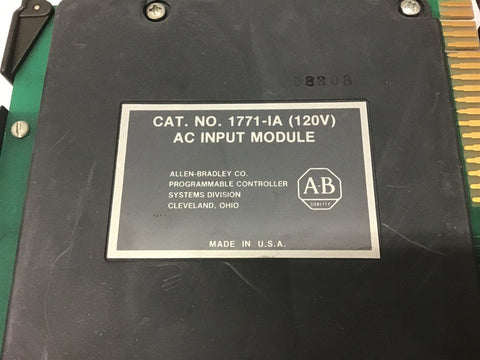 CAT. NO. 1771-IA (120V)
AC INPUT MODULE
ALLEN-BRADLEY CO.
PROGRAMMABLE CONTROLLER
SYSTEMS DIVISION
CLEVELAND, OHIO
A-B
QUALITY
MADE IN U.S.A.